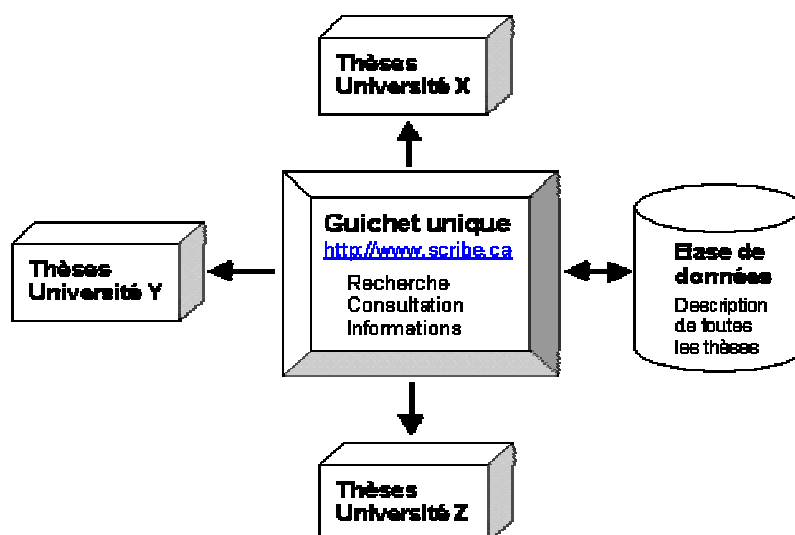 Thèses
Université X
Guichet unique
http://www.scribe.ca
Recherche
Consultation
Informations
Thèses
Université Y
Base de
données
Description
de toutes
les thèses
Thèses
Université Z